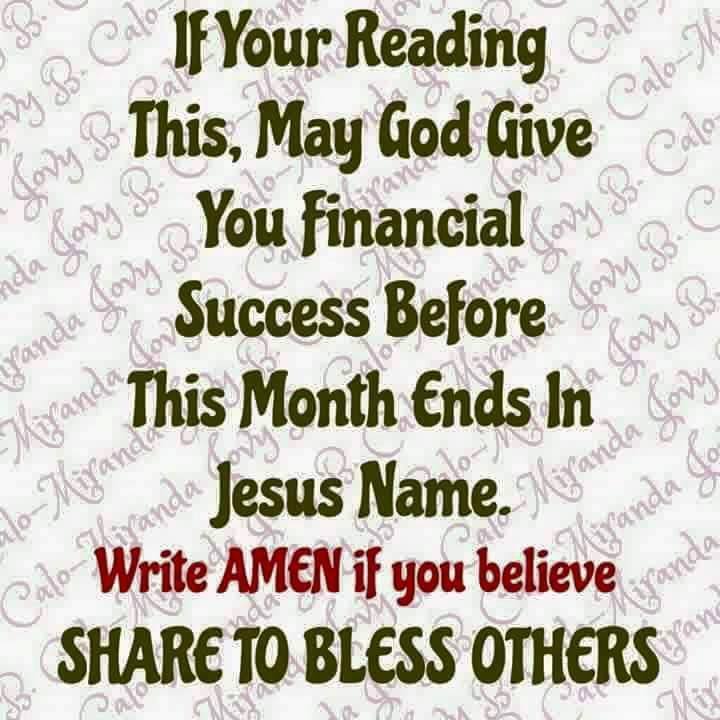 If Your Reading
This, May God Give
You Financial
Success Before
This Month Ends In
Jesus Name.
Write AMEN if you believe
SHARE TO BLESS OTHERS